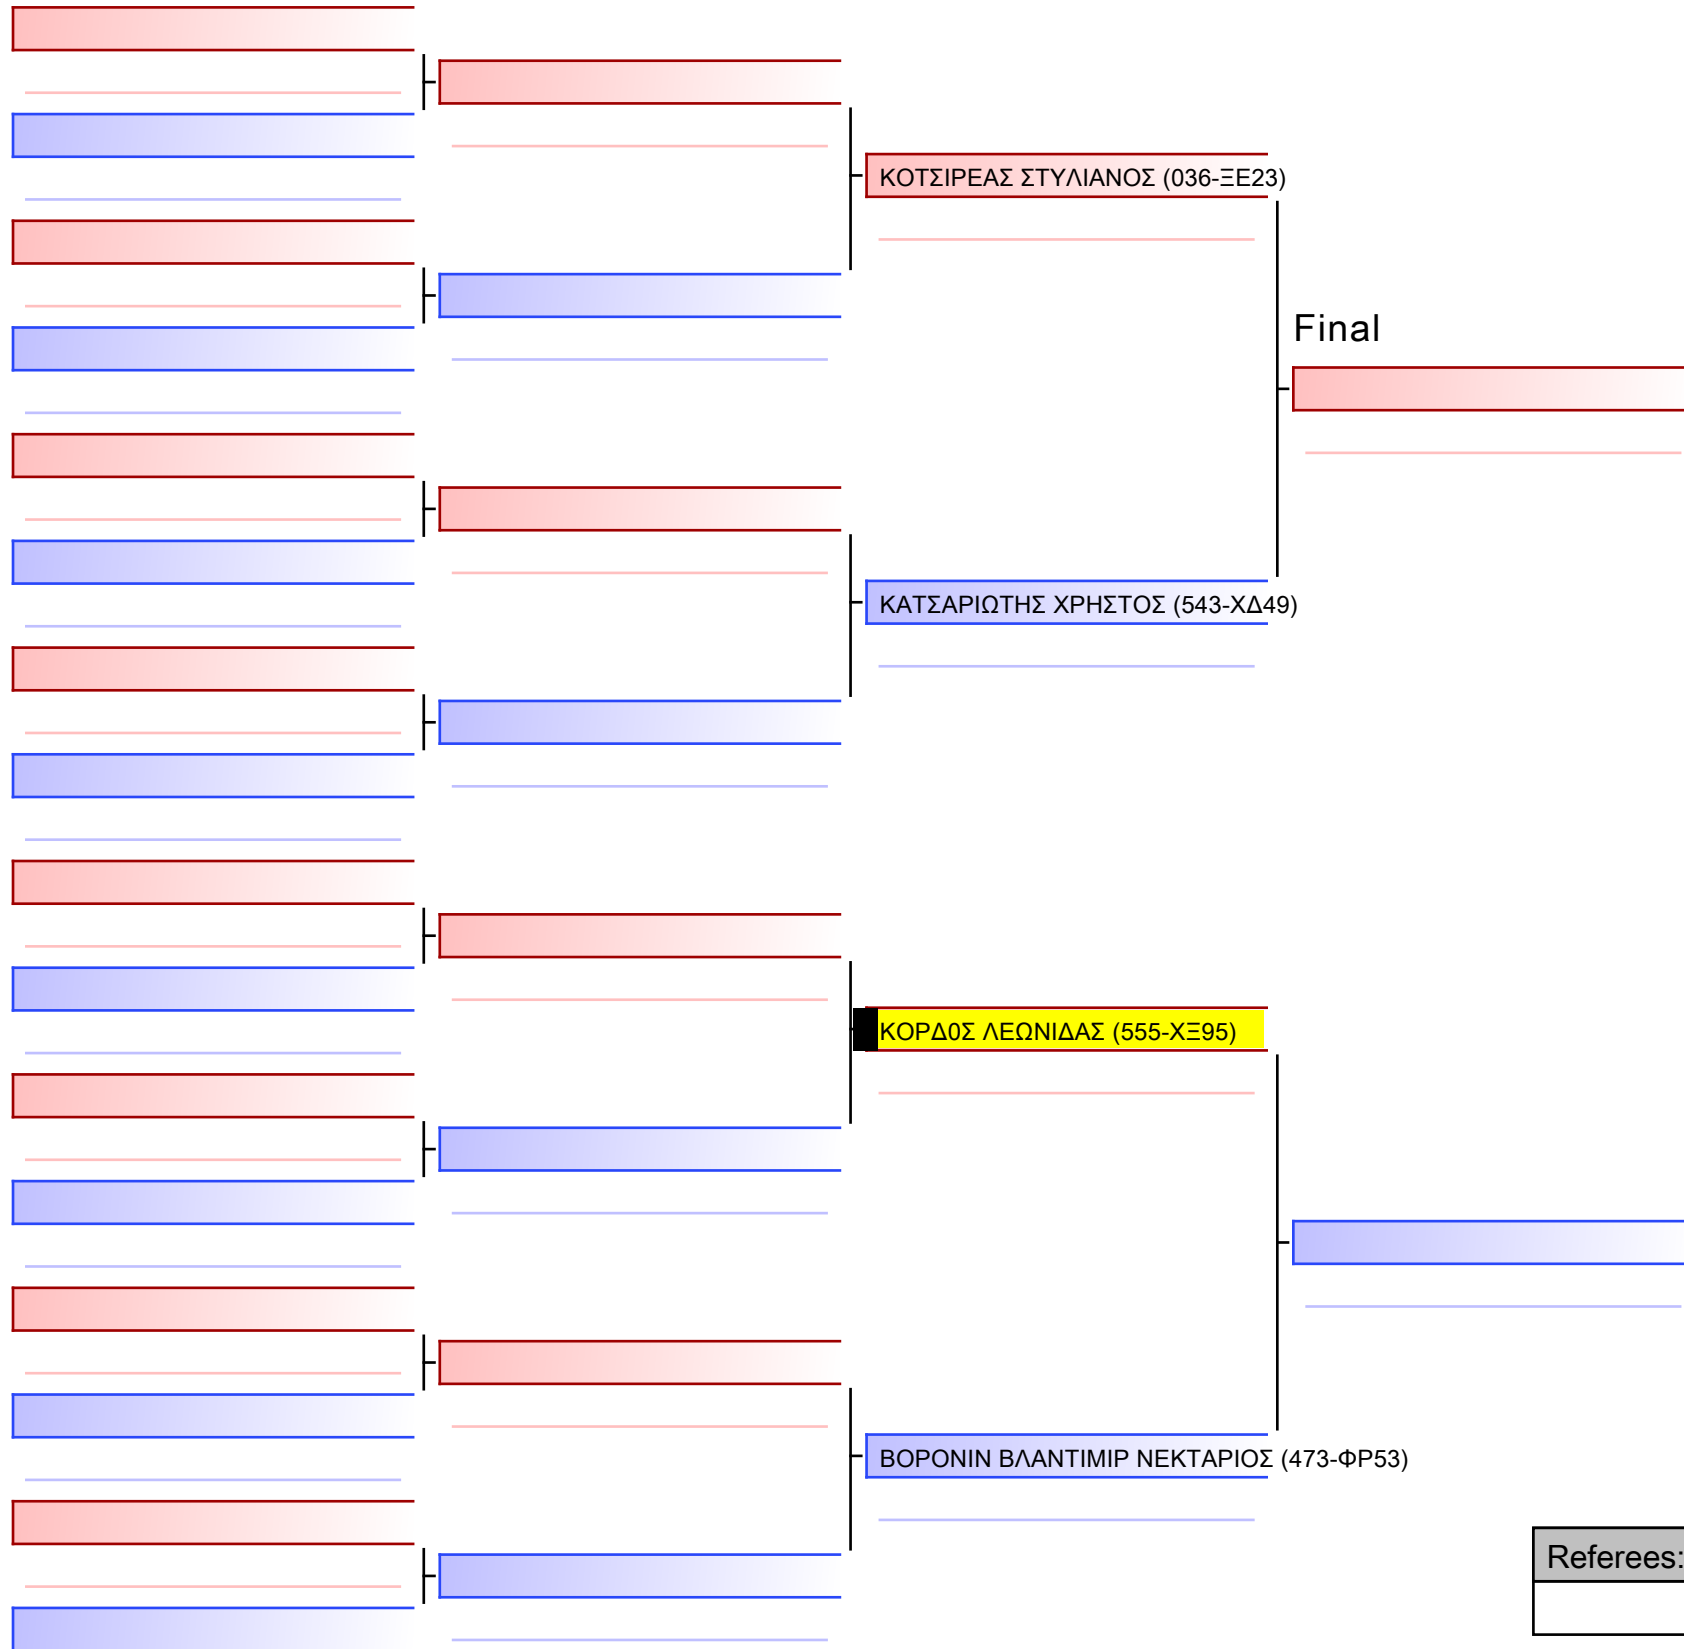 ΚΟΤΣΙΡΕΑΣ ΣΤΥΛΙΑΝΟΣ (036-ΞΕ23)
Final
ΚΑΤΣΑΡΙΩΤΗΣ ΧΡΗΣΤΟΣ (543-ΧΔ49)
ΚΟΡΔ0Σ ΛΕΩΝΙΔΑΣ (555-ΧΞ95)
ΒΟΡΟΝΙΝ ΒΛΑΝΤΙΜΙΡ ΝΕΚΤΑΡΙΟΣ (473-ΦΡ53)
Referees: